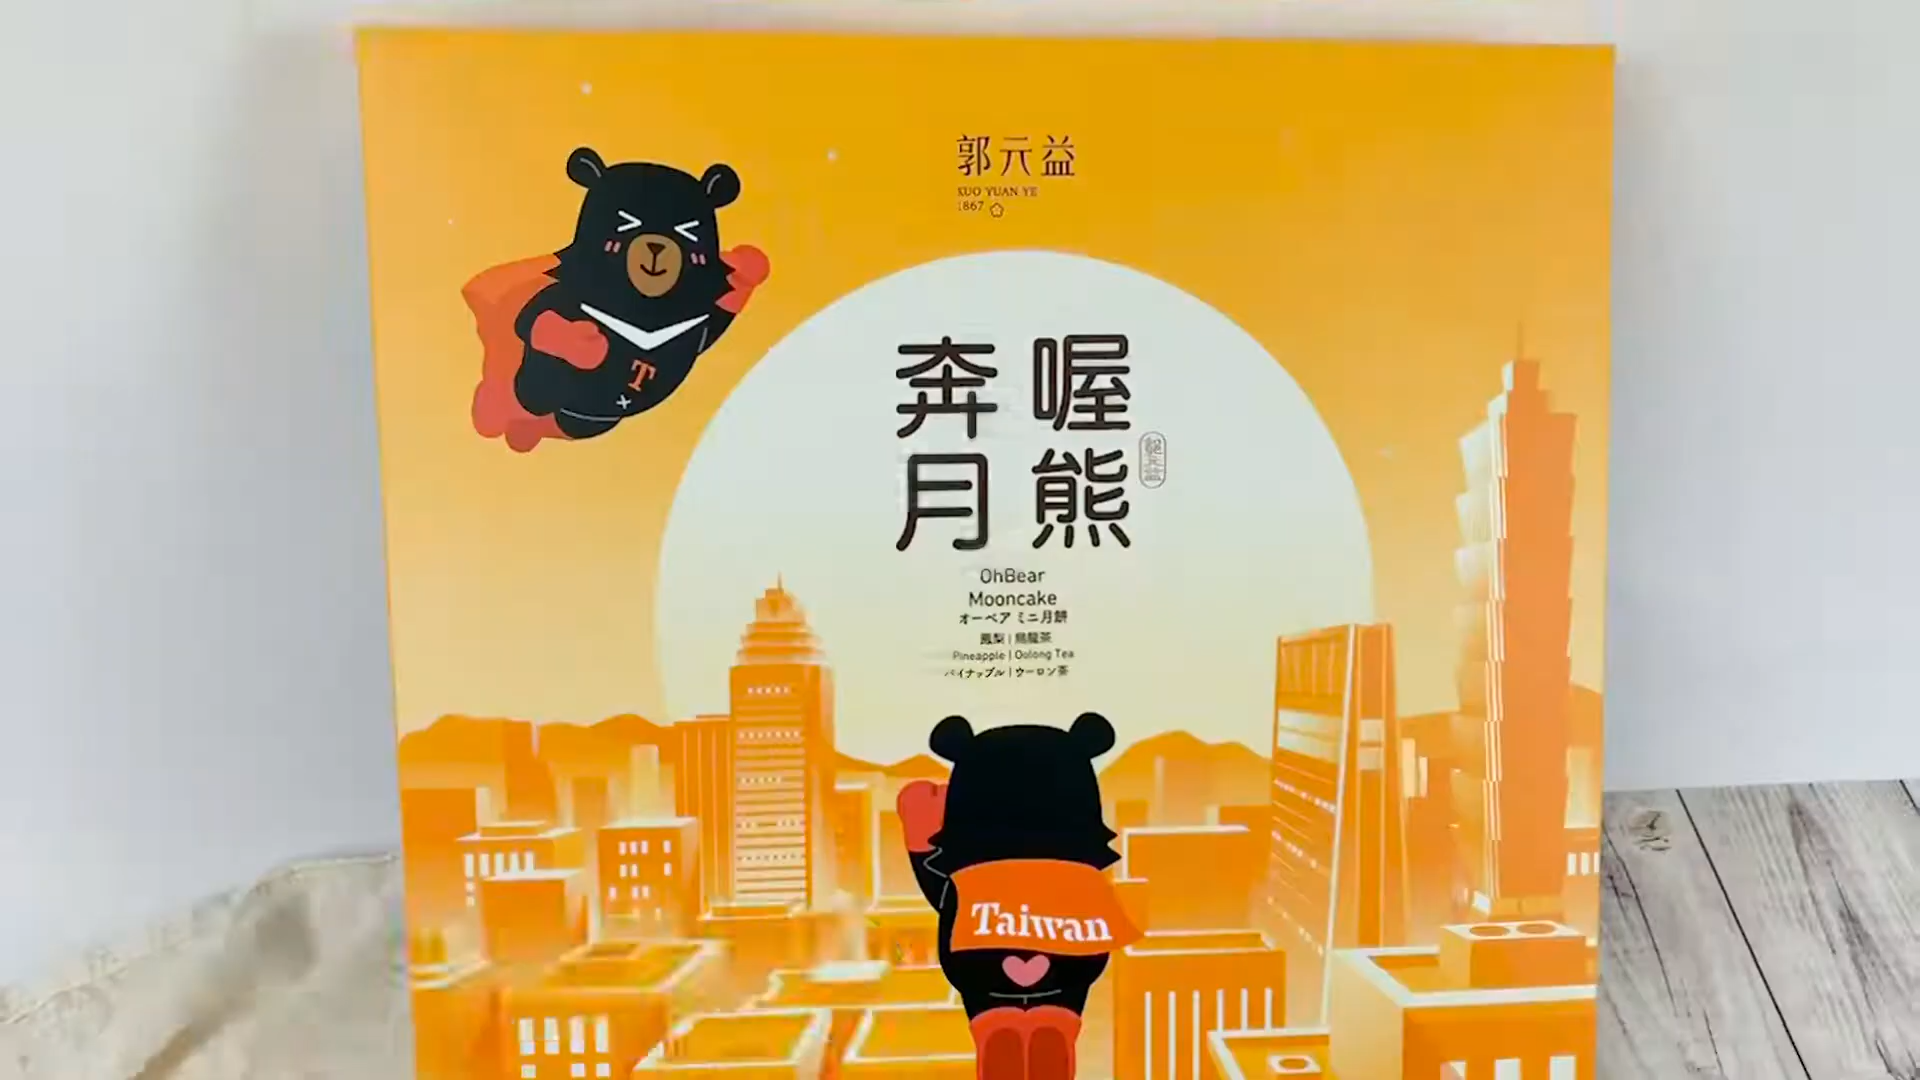 郭元益
KUO YUAN YE
1867
喔熊
奔月
OhBear
Mooncake
オーベア ミニ月餅
鳳梨 | 烏龍茶
Pineapple | Oolong Tea
パイナップル | ウーロン茶
T
Taiwan